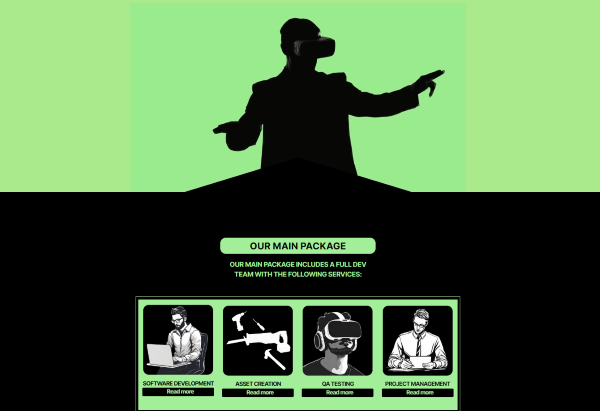 OUR MAIN PACKAGE
OUR MAIN PACKAGE INCLUDES A FULL DEV
TEAM WITH THE FOLLOWING SERVICES:
SOFTWARE DEVELOPMENT
ASSET CREATION
QA TESTING
PROJECT MANAGEMENT
Read more
Read more
Read more
Read more